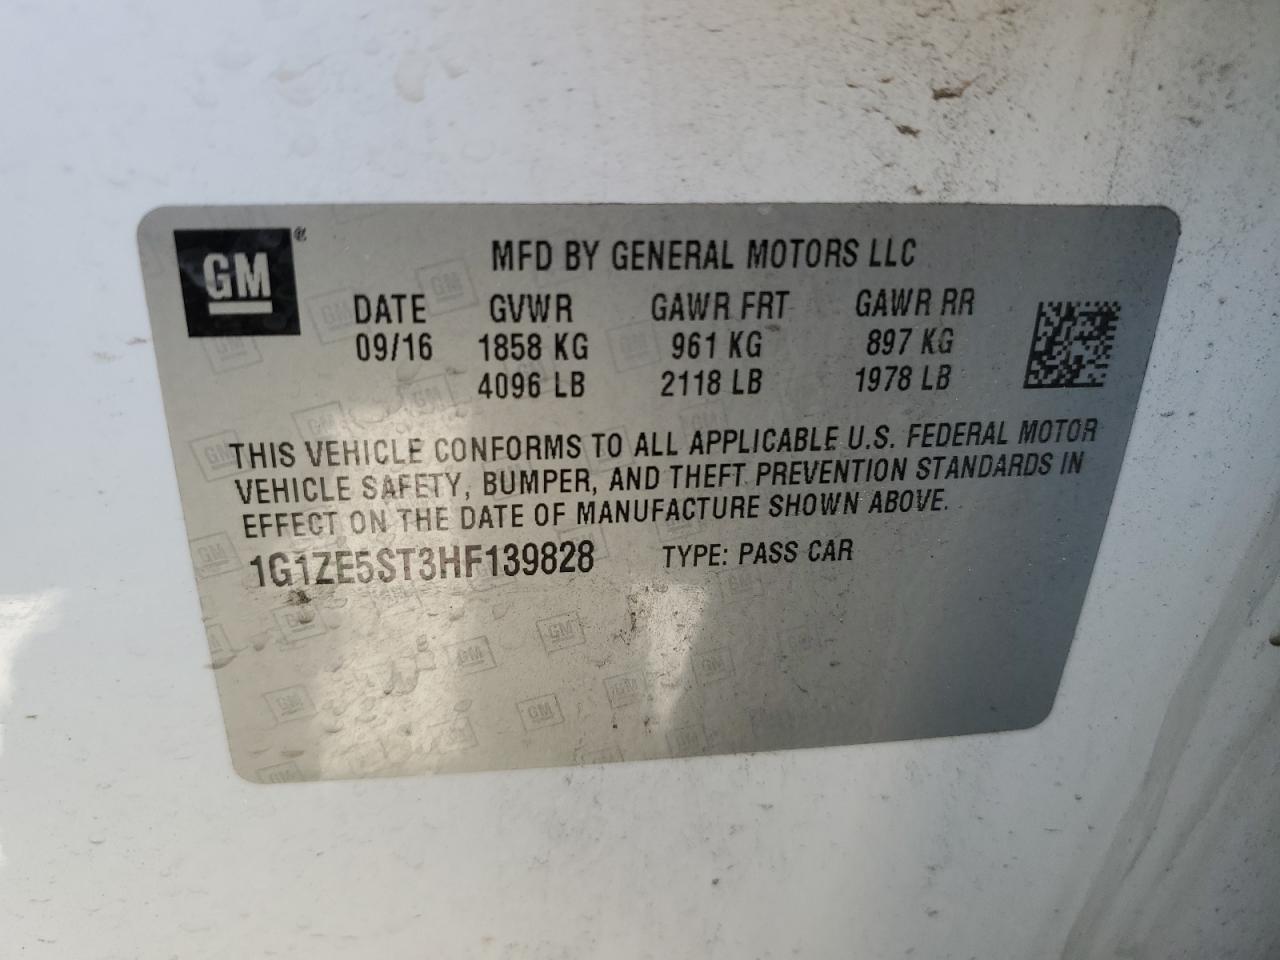 GM®
MFD BY GENERAL MOTORS LLC
DATE GVWR GAWR FRT GAWR RR
09/16 1858 KG 961 KG 897 KG
4096 LB 2118 LB 1978 LB
THIS VEHICLE CONFORMS TO ALL APPLICABLE U.S. FEDERAL MOTOR
VEHICLE SAFETY, BUMPER, AND THEFT PREVENTION STANDARDS IN
EFFECT ON THE DATE OF MANUFACTURE SHOWN ABOVE.
1G1ZE5ST3HF139828 TYPE: PASS CAR